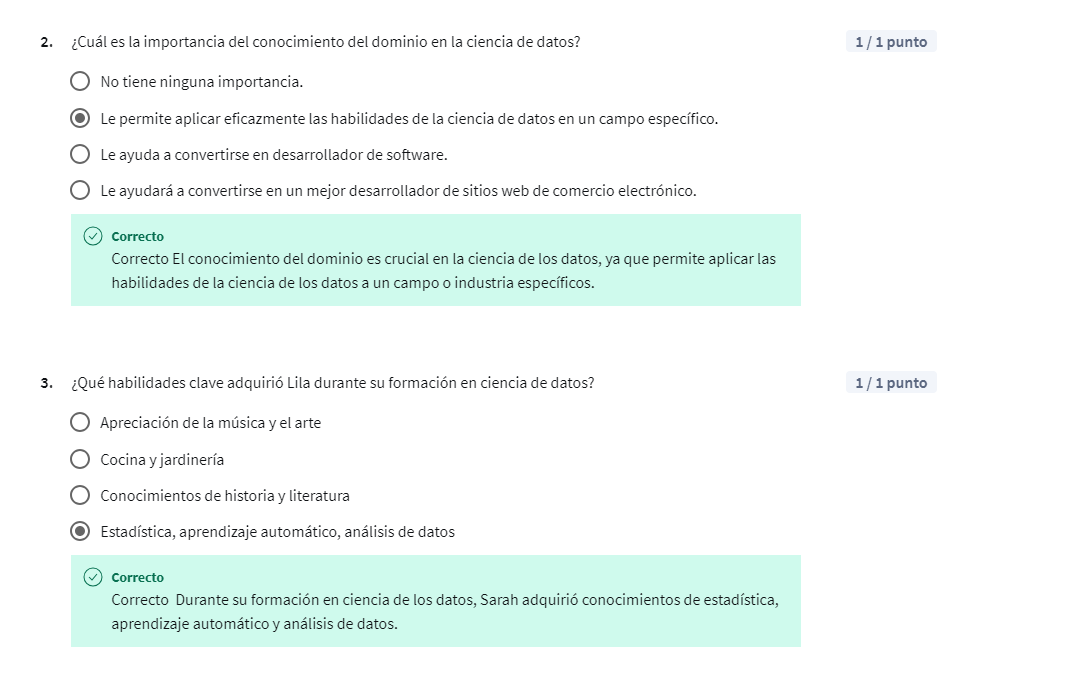 2. ¿Cuál es la importancia del conocimiento del dominio en la ciencia de datos? 1 / 1 punto
No tiene ninguna importancia.
Le permite aplicar eficazmente las habilidades de la ciencia de datos en un campo específico.
Le ayuda a convertirse en desarrollador de software.
Le ayudará a convertirse en un mejor desarrollador de sitios web de comercio electrónico.
Correcto
Correcto El conocimiento del dominio es crucial en la ciencia de los datos, ya que permite aplicar las
habilidades de la ciencia de los datos a un campo o industria específicos.
3. ¿Qué habilidades clave adquirió Lila durante su formación en ciencia de datos? 1 / 1 punto
Apreciación de la música y el arte
Cocina y jardinería
Conocimientos de historia y literatura
Estadística, aprendizaje automático, análisis de datos
Correcto
Correcto Durante su formación en ciencia de los datos, Sarah adquirió conocimientos de estadística,
aprendizaje automático y análisis de datos.